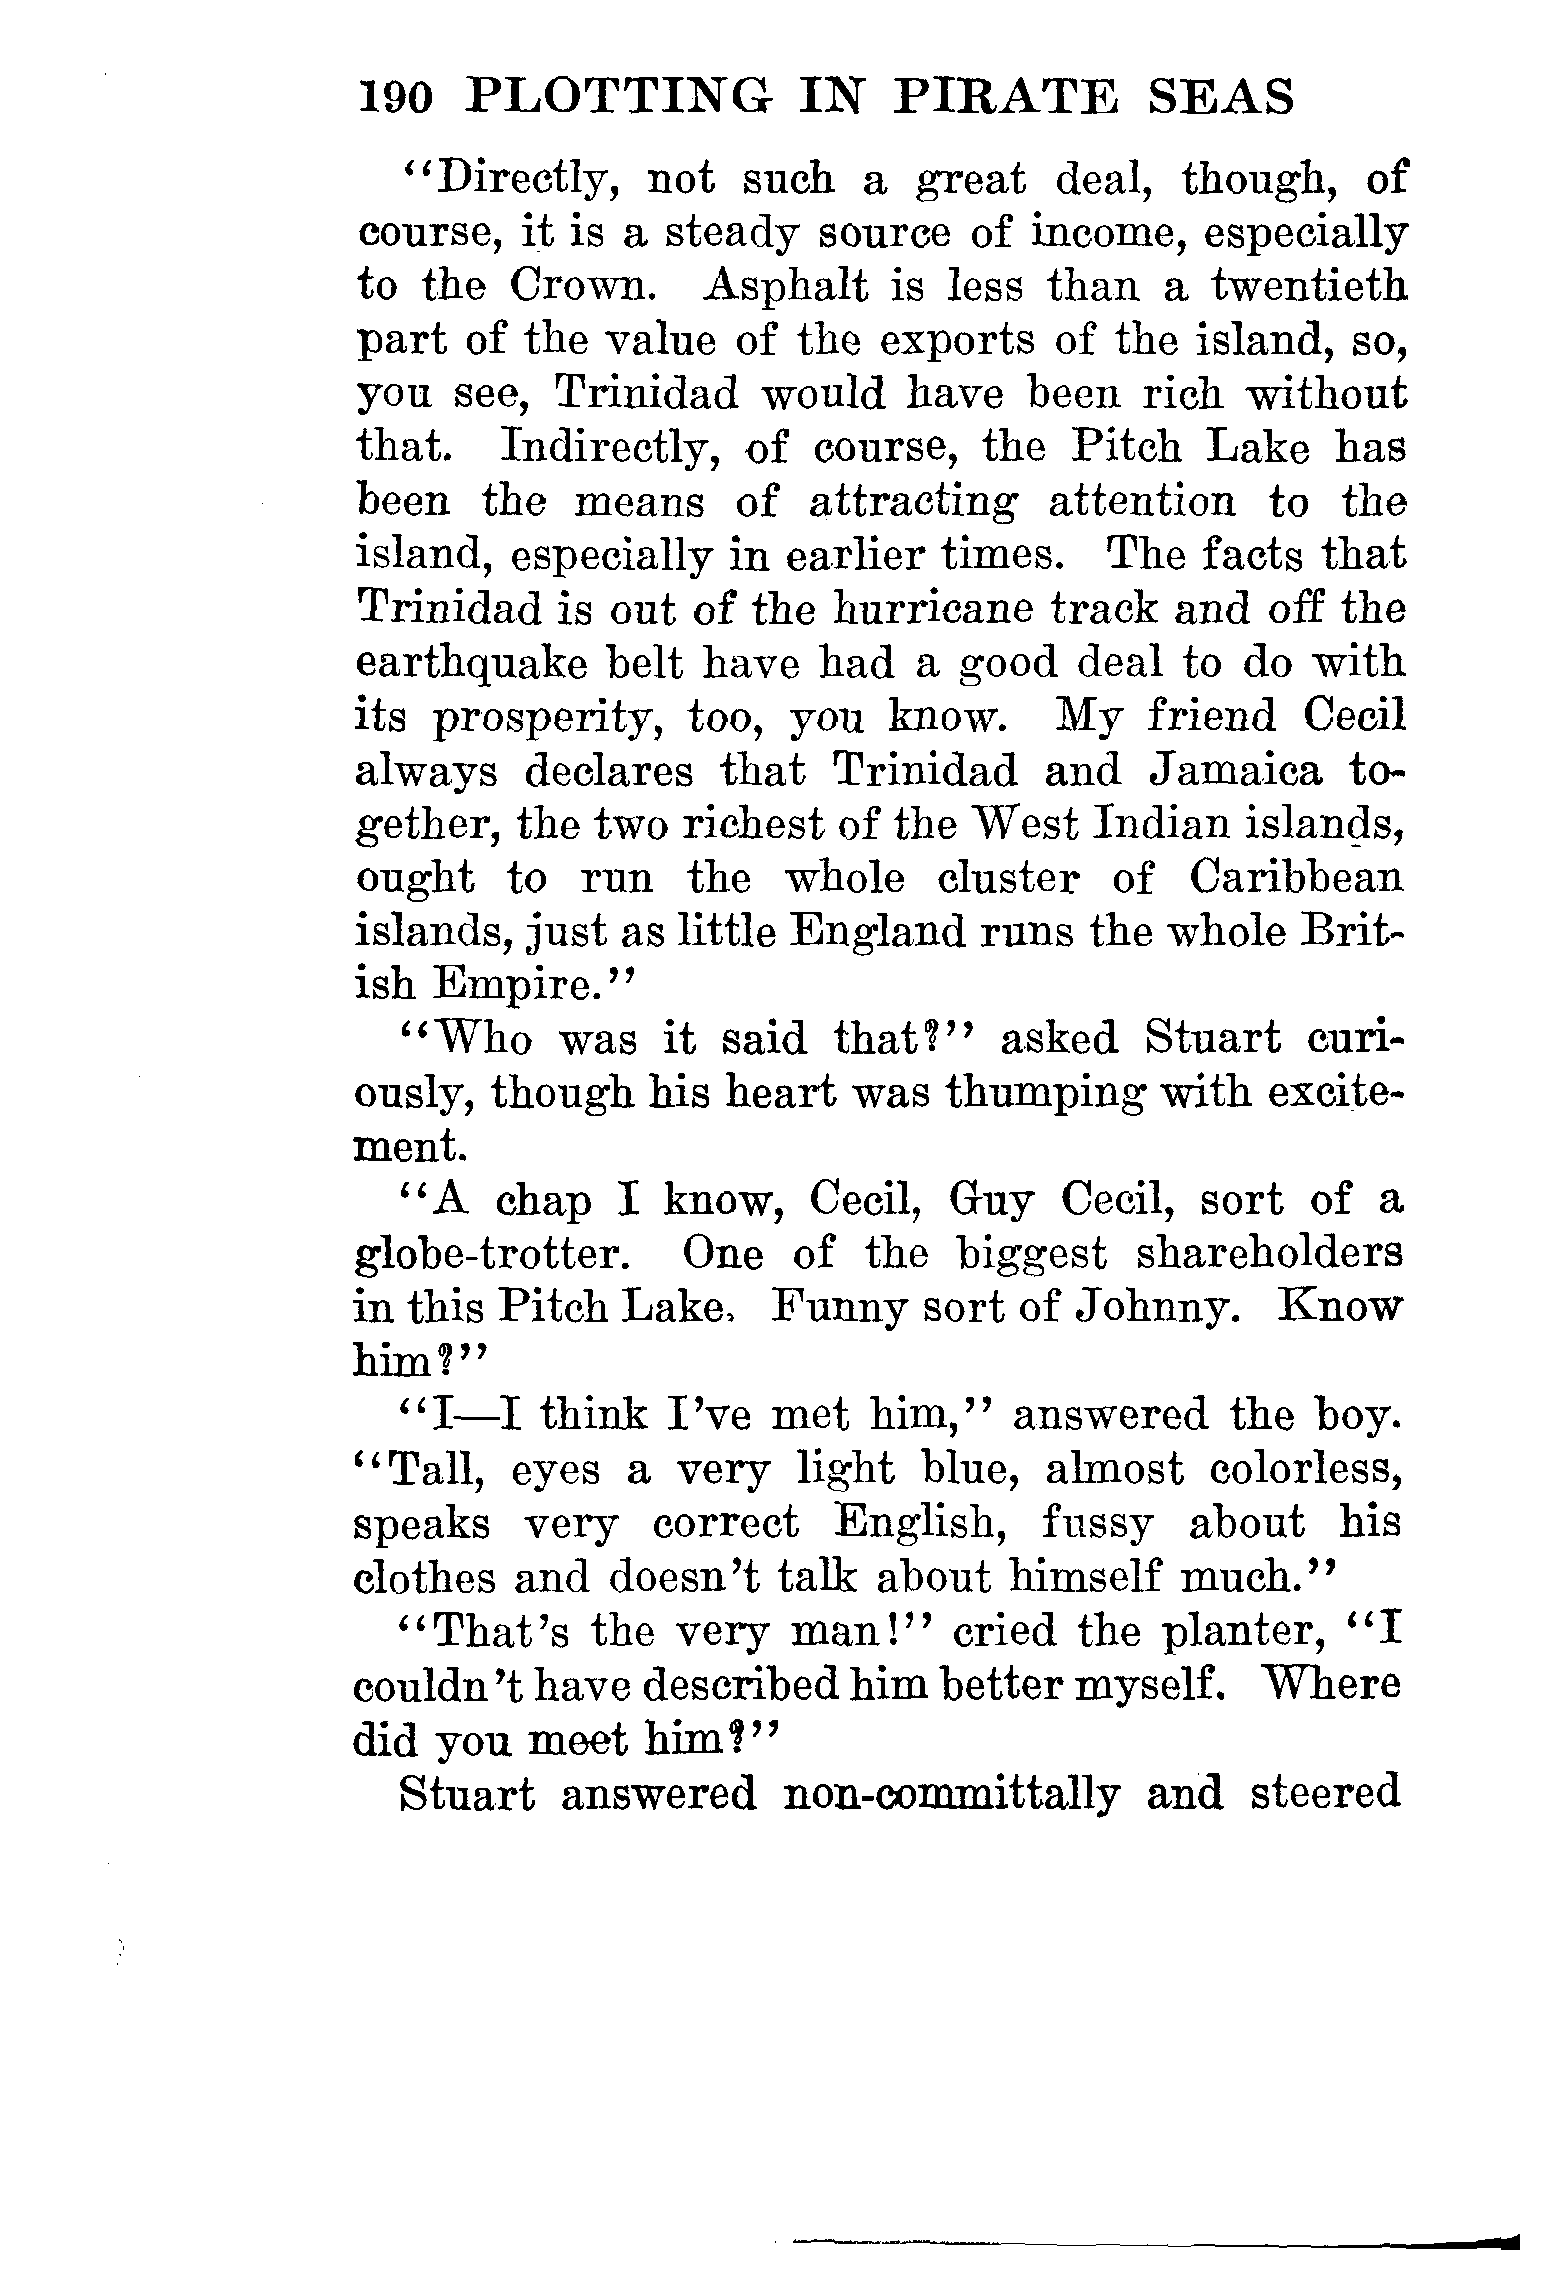 190 PLOTTING IN PIRATE SEAS
“Directly, not such a great deal, though, of
course, it is a steady source of income, especially
to the Crown. Asphalt is less than a twentieth
part of the value of the exports of the island, so,
you see, Trinidad would have been rich without
that. Indirectly, of course, the Pitch Lake has
been the means of attracting attention to the
island, especially in earlier times. The facts that
Trinidad is out of the hurricane track and off the
earthquake belt have had a good deal to do with
its prosperity, too, you know. My friend Cecil
always declares that Trinidad and Jamaica to-
gether, the two richest of the West Indian islands,
ought to run the whole cluster of Caribbean
islands, just as little England runs the whole Brit-
ish Empire.”
“Who was it said that?” asked Stuart curi-
ously, though his heart was thumping with excite-
ment.
“A chap I know, Cecil, Guy Cecil, sort of a
globe-trotter. One of the biggest shareholders
in this Pitch Lake. Funny sort of Johnny. Know
him?”
“I—I think I’ve met him,” answered the boy.
“Tall, eyes a very light blue, almost colorless,
speaks very correct English, fussy about his
clothes and doesn’t talk about himself much.”
“That’s the very man!” cried the planter, “I
couldn’t have described him better myself. Where
did you meet him?”
Stuart answered non-committally and steered